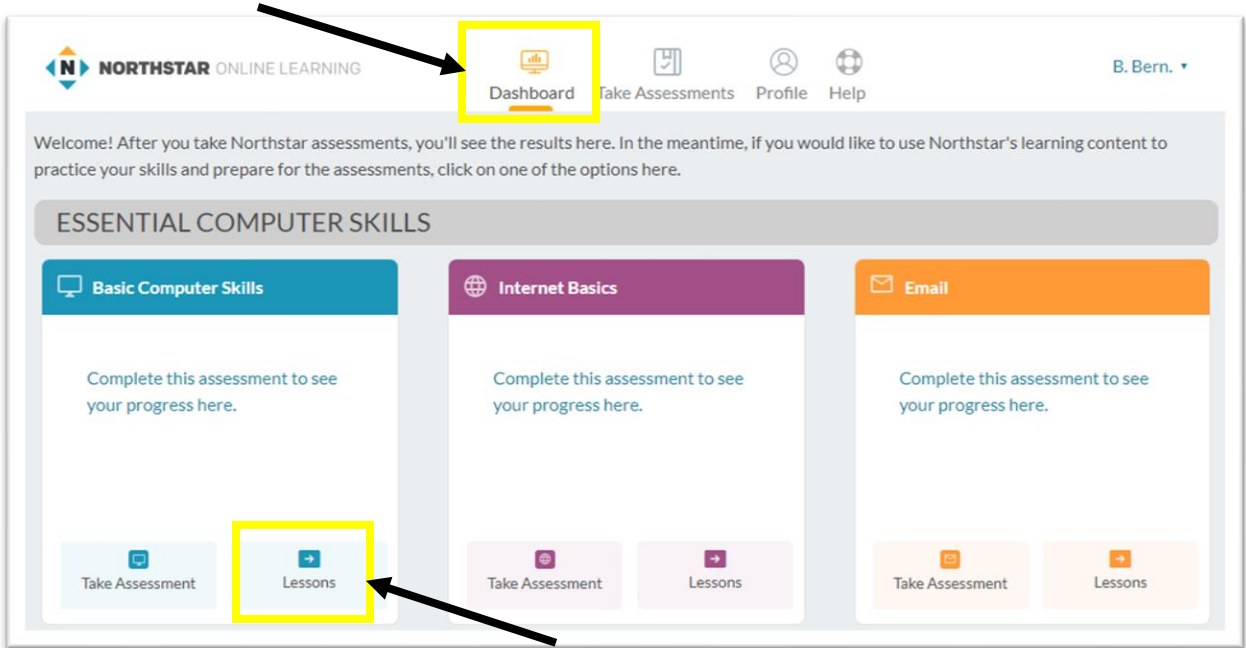 N NORTHSTAR ONLINE LEARNING
Dashboard
Take Assessments
Profile
Help
B. Bern.
Welcome! After you take Northstar assessments, you'll see the results here. In the meantime, if you would like to use Northstar's learning content to
practice your skills and prepare for the assessments, click on one of the options here.
ESSENTIAL COMPUTER SKILLS
Basic Computer Skills
Complete this assessment to see
your progress here.
Take Assessment
Lessons
Internet Basics
Complete this assessment to see
your progress here.
Take Assessment
Lessons
Email
Complete this assessment to see
your progress here.
Take Assessment
Lessons